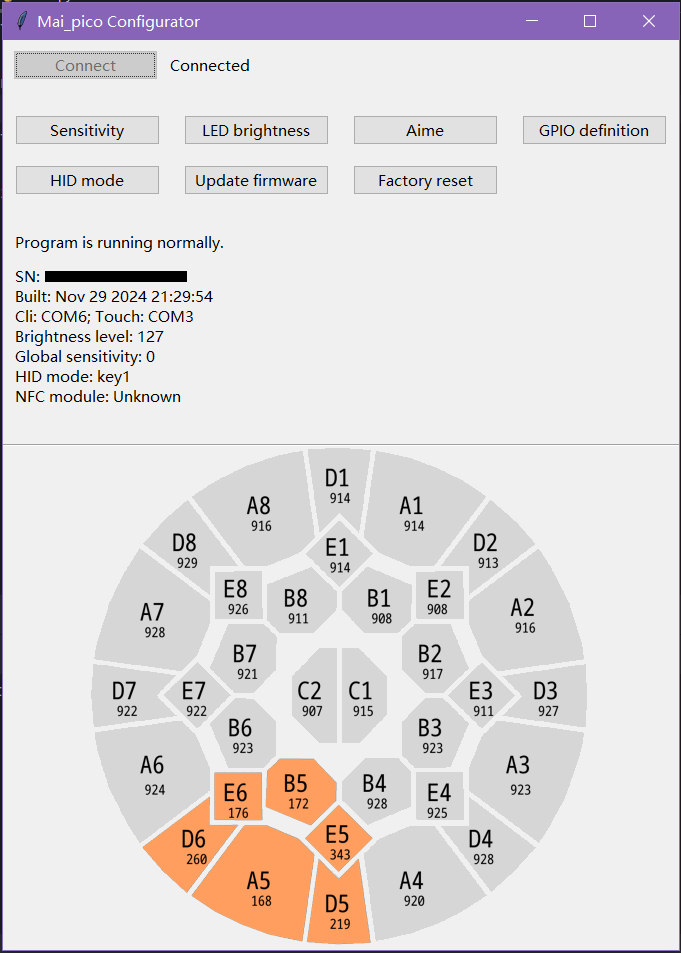 Mai_pico Configurator
Connect Connected
Sensitivity LED brightness Aime GPIO definition
HID mode Update firmware Factory reset
Program is running normally.
SN:
Built: Nov 29 2024 21:29:54
Cli: COM6; Touch: COM3
Brightness level: 127
Global sensitivity: 0
HID mode: key1
NFC module: Unknown
D1
914
A8
916
A1
914
D8
929
E1
914
D2
913
E8
926
B8
911
B1
908
E2
908
A7
928
A2
916
B7
921
B2
917
D7
922
E7
922
C2
907
C1
915
E3
911
D3
927
B6
923
B3
923
A6
924
A3
923
E6
176
B5
172
B4
928
E4
925
D6
260
E5
343
D4
928
A5
168
A4
920
D5
219